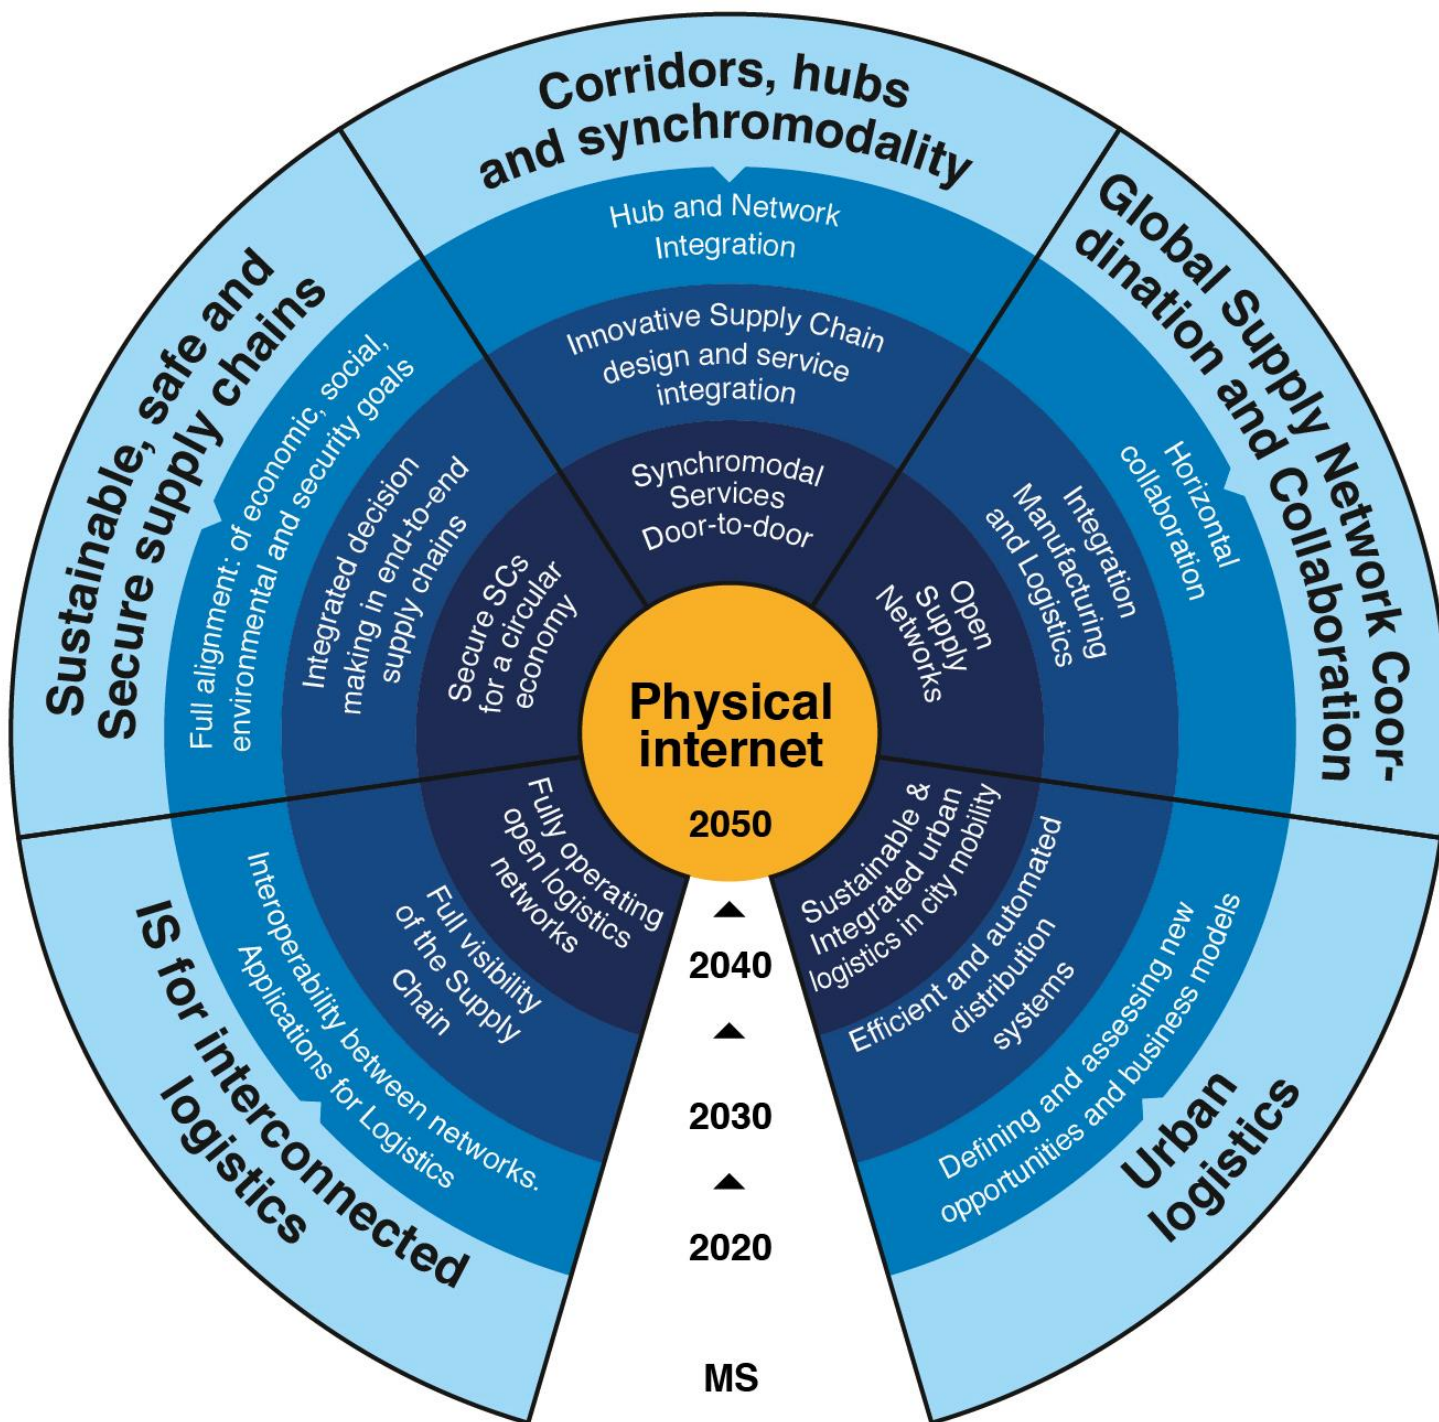 Corridors, hubs
and synchromodality
Hub and Network
Integration
Innovative Supply Chain
design and service
integration
Synchromodal
Services
Door-to-door
Global Supply Network Coor-
dination and Collaboration
Horizontal
collaboration
Integration
Manufacturing
and Logistics
Open
Supply
Networks
Urban
logistics
Defining and assessing new
opportunities and business models
Efficient and automated
distribution
systems
Sustainable &
Integrated urban
logistics in city mobility
IS for interconnected
logistics
Interoperability between networks.
Applications for Logistics
Full visibility
of the Supply
Chain
Fully operating
open logistics
networks
Sustainable, safe and
Secure supply chains
Full alignment: of economic, social,
environmental and security goals
Integrated decision
making in end-to-end
supply chains
Secure SCs
for a circular
economy
Physical
internet
2050
2040
2030
2020
MS